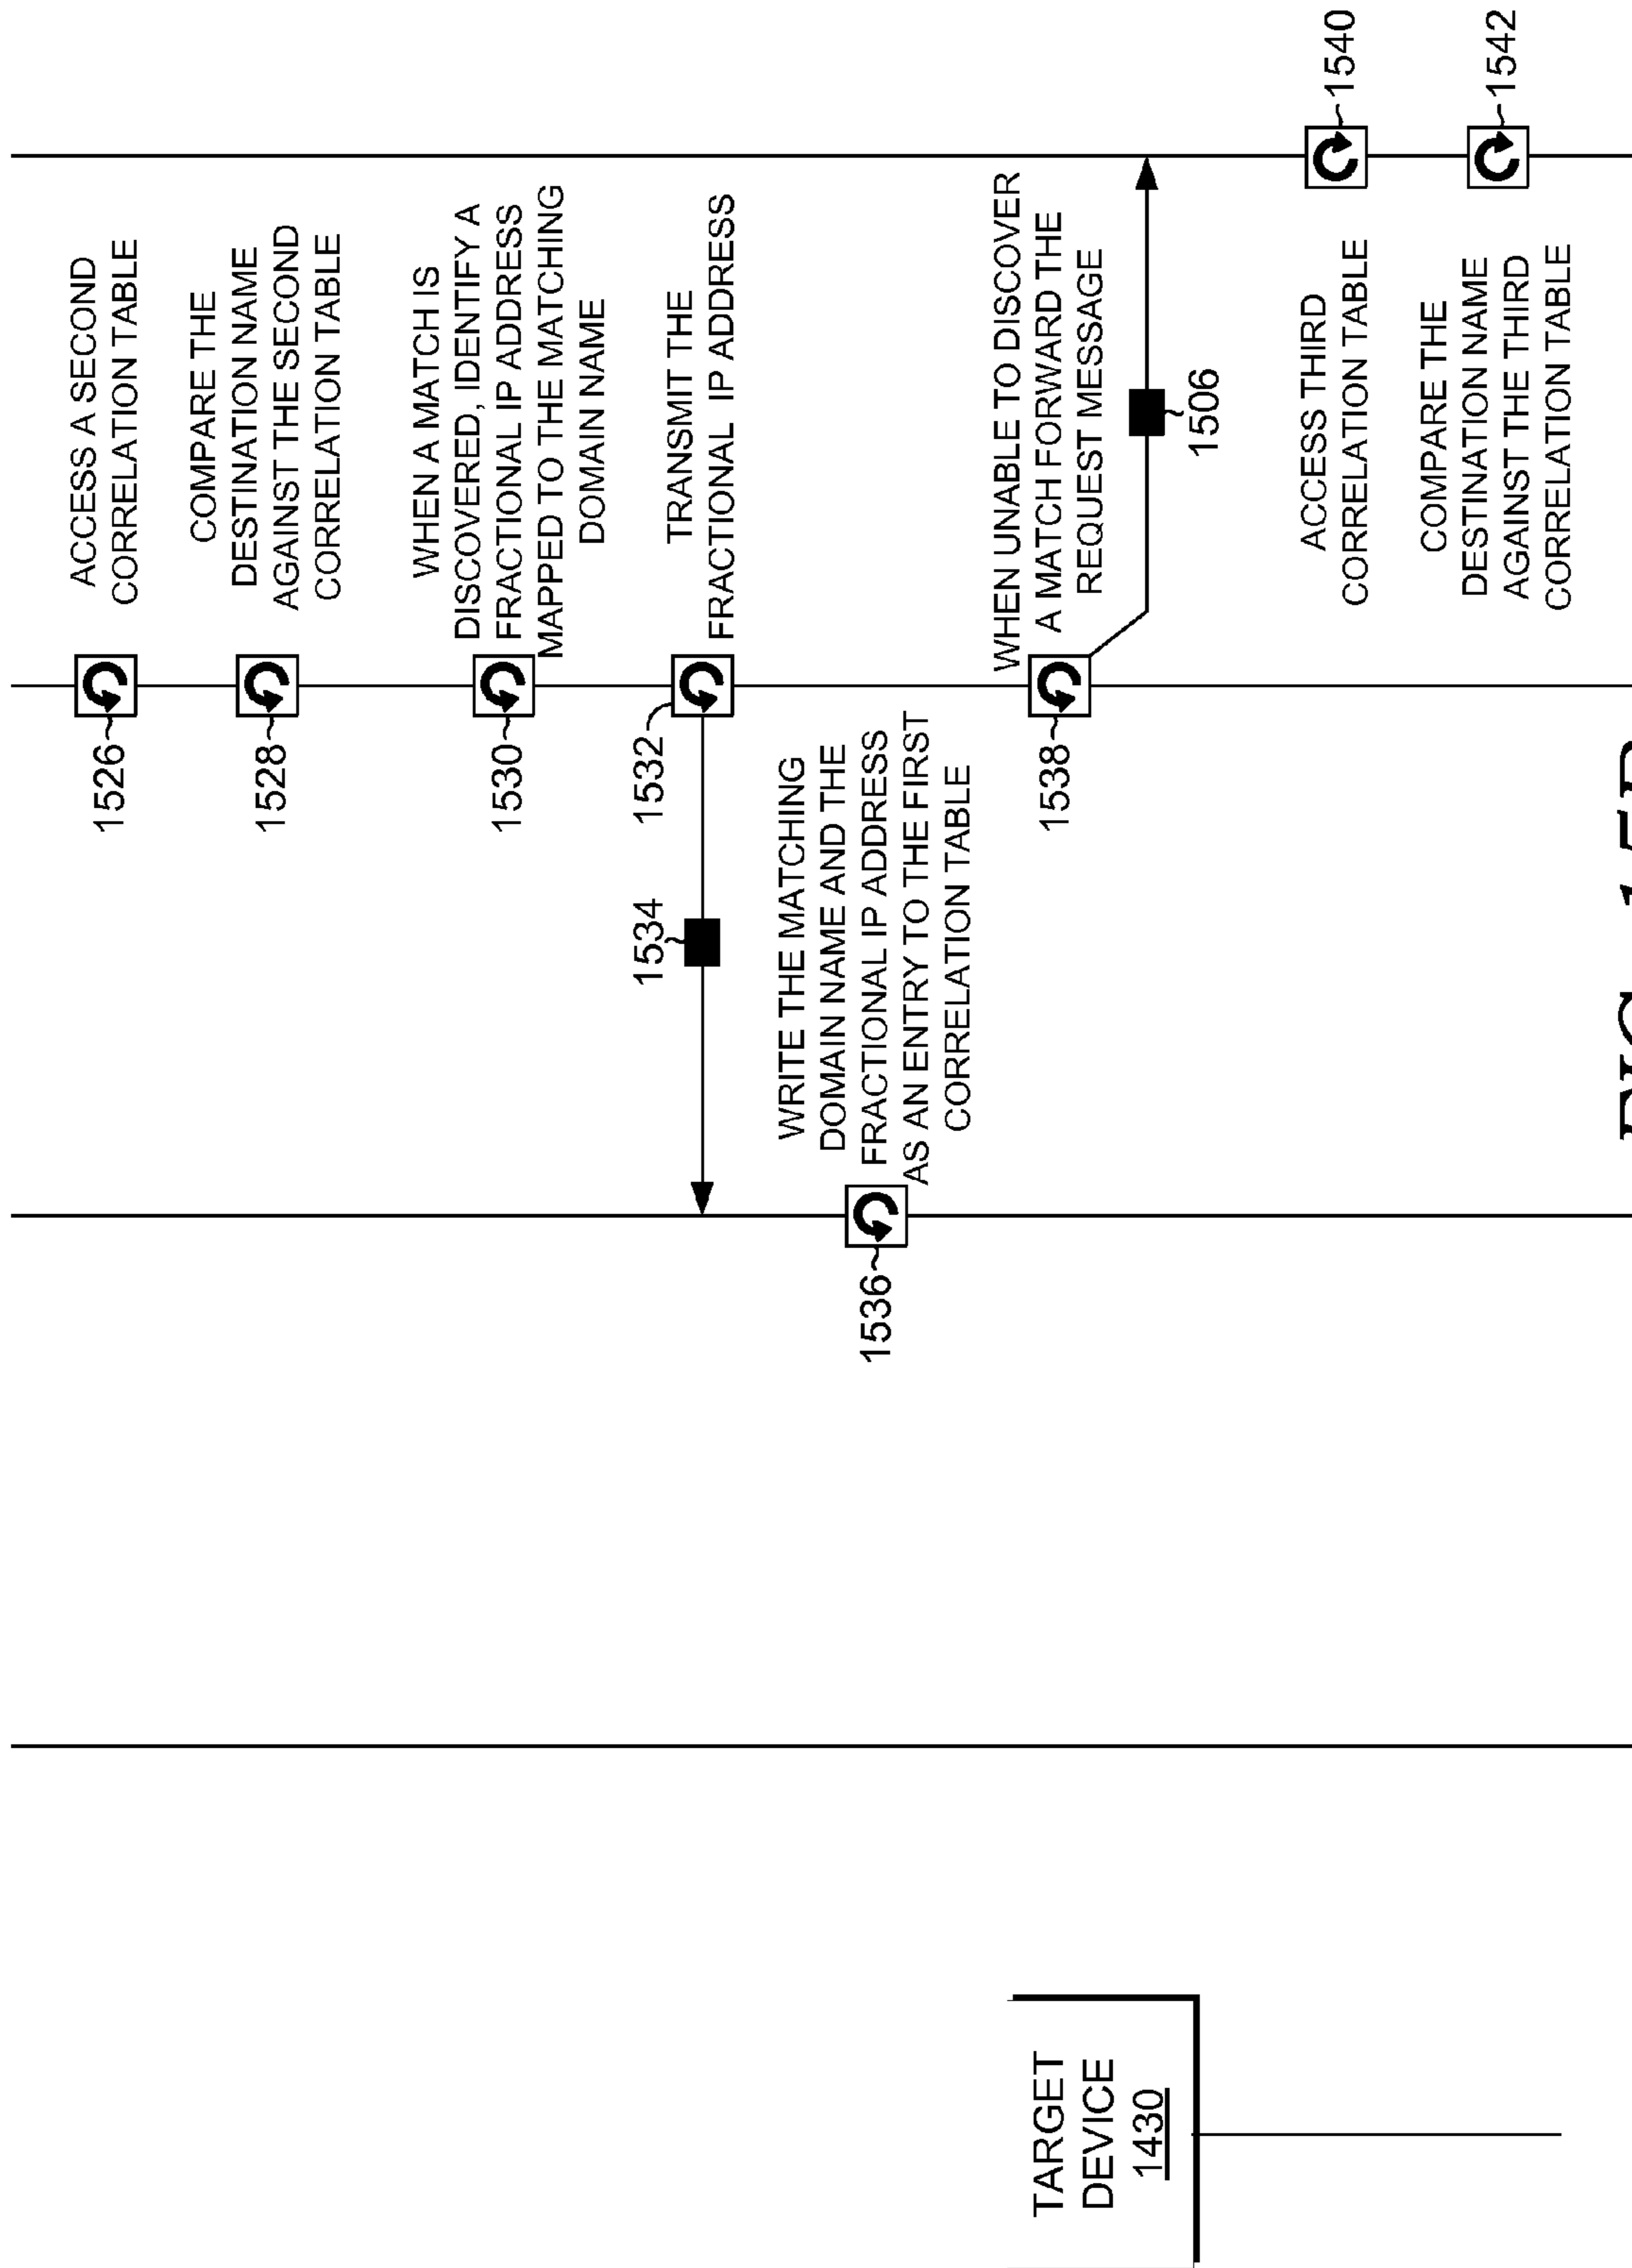 ACCESS A SECOND
CORRELATION TABLE
1526
COMPARE THE
DESTINATION NAME
AGAINST THE SECOND
CORRELATION TABLE
1528
WHEN A MATCH IS
DISCOVERED, IDENTIFY A
FRACTIONAL IP ADDRESS
MAPPED TO THE MATCHING
DOMAIN NAME
1530
TRANSMIT THE
FRACTIONAL IP ADDRESS
1532
1534
WRITE THE MATCHING
DOMAIN NAME AND THE
FRACTIONAL IP ADDRESS
AS AN ENTRY TO THE FIRST
CORRELATION TABLE
1536
WHEN UNABLE TO DISCOVER
A MATCH FORWARD THE
REQUEST MESSAGE
1538
1506
TARGET
DEVICE
1430
ACCESS THIRD
CORRELATION TABLE
1540
COMPARE THE
DESTINATION NAME
AGAINST THE THIRD
CORRELATION TABLE
1542